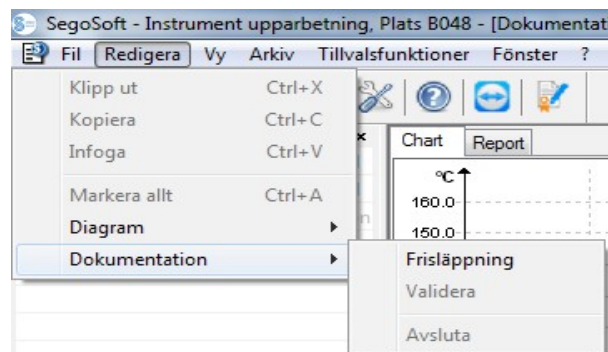 SegoSoft - Instrument upparbetning, Plats B048 - [Dokumentat
Fil Redigera Vy Arkiv Tillvalsfunktioner Fönster ?
Klipp ut Ctrl+X
Kopiera Ctrl+C
Infoga Ctrl+V
Markera allt Ctrl+A
Diagram
Dokumentation
Chart Report
°C
160.0
150.0
n
Frisläppning
Validera
Avsluta